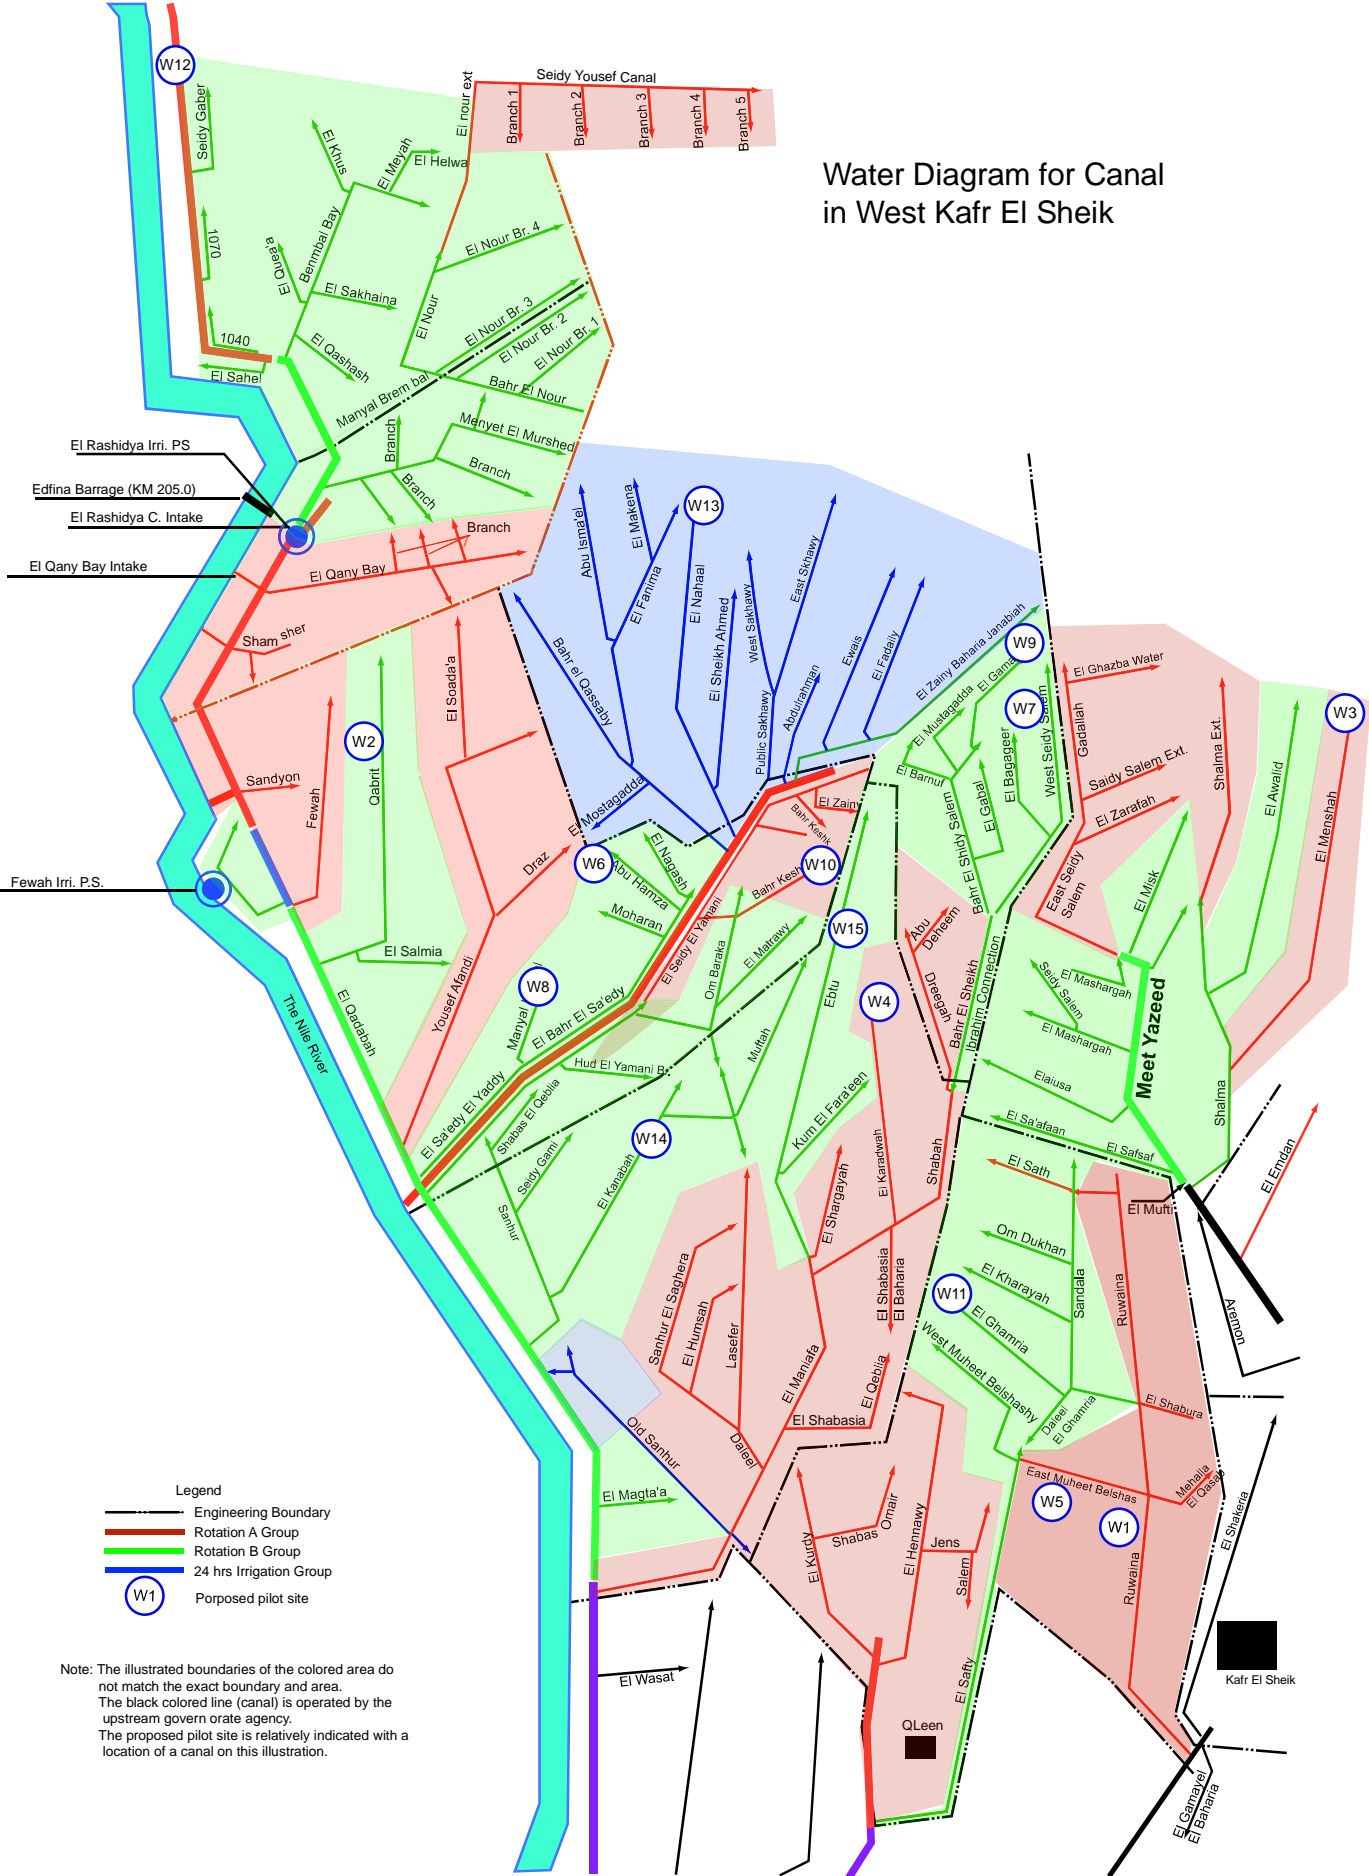 W12
Seidy Gaber
El nour ext
Seidy Yousef Canal
Branch 1
Branch 2
Branch 3
Branch 4
Branch 5
Water Diagram for Canal
in West Kafr El Sheik
El Khus
El Meyah
El Helwa
1070
El Quea'a
Benmbal Bay
El Sakhaina
El Nour Br. 4
El Nour
El Nour Br. 3
El Nour Br. 2
El Nour Br. 1
1040
El Sahel
El Qashash
Manyal Brem bal
Bahr El Nour
Menyet El Murshed
Branch
Branch
Branch
El Rashidya Irri. PS
Edfina Barrage (KM 205.0)
El Rashidya C. Intake
El Qany Bay Intake
Branch
El Qany Bay
Sham sher
Abu Isma'el
El Makena
W13
El Fanima
El Nahaal
El Sheikh Ahmed
West Sakhawy
East Skhawy
Bahr el Qassaby
Public Sakhawy
Abdulrahman
Ewais
El Fadaily
El Zainy Baharia Janabiah
W9
El Gama
El Mustagadda
W7
West Seidy Salem
El Barnuf
El Gabal
El Bagageer
Bahr El Shidy Salem
El Ghazba Water
Gadallah
Saidy Salem Ext.
El Zarafah
Shalma Ext.
El Awalid
W3
El Menshah
East Seidy
Salem
El Misk
El Soada'a
W2
Qabrit
Sandyon
Fewah
Draz
El Mostagadda
W6
El Nagash
Abu Hamza
Moharan
El Zainy
Bahr Keshk
W10
Bahr Kesh
Fewah Irri. P.S.
El Salmia
Yousef Afandi
El Qadabah
The Nile River
W8
Manyal
El Bahr El Sa'edy
El Seidy El Yamani
Om Baraka
El Matrawy
W15
Ebtu
W4
Abu
Deheem
Dreegah
Bahr El Sheikh
Ibrahim Connection
Seidy Salem
El Mashargah
El Mashargah
Meet Yazeed
Elaiusa
El Sa'afaan
El Safsaf
Shalma
El Sa'edy El Yaddy
Hud El Yamani B
Shabas El Qeblia
Muftah
Kum El Fara'een
W14
Seidy Gami
El Kanabah
Sanhur
El Shargayah
El Karadwah
Shabah
El Sath
El Mufti
El Emdan
Om Dukhan
El Kharayah
Sandala
Ruwaina
Aremon
W11
El Ghamria
West Muheet Belshashy
Sanhur El Saghera
El Humsah
Lasefer
El Shabasia
El Baharia
El Maniafa
El Qeblia
El Shabasia
Daleel
El Ghamria
El Shabura
Old Sanhur
Daleel
El Magta'a
East Muheet Belshas
Mehalla
El Qasab
W5
W1
El Shakeria
El Kurdy
Shabas
Omair
El Hennawy
Jens
Salem
Ruwaina
El Wasat
El Safty
QLeen
Kafr El Sheik
El Gamayel
El Baharia
Legend
Engineering Boundary
Rotation A Group
Rotation B Group
24 hrs Irrigation Group
W1 Porposed pilot site
Note: The illustrated boundaries of the colored area do
not match the exact boundary and area.
The black colored line (canal) is operated by the
upstream govern orate agency.
The proposed pilot site is relatively indicated with a
location of a canal on this illustration.